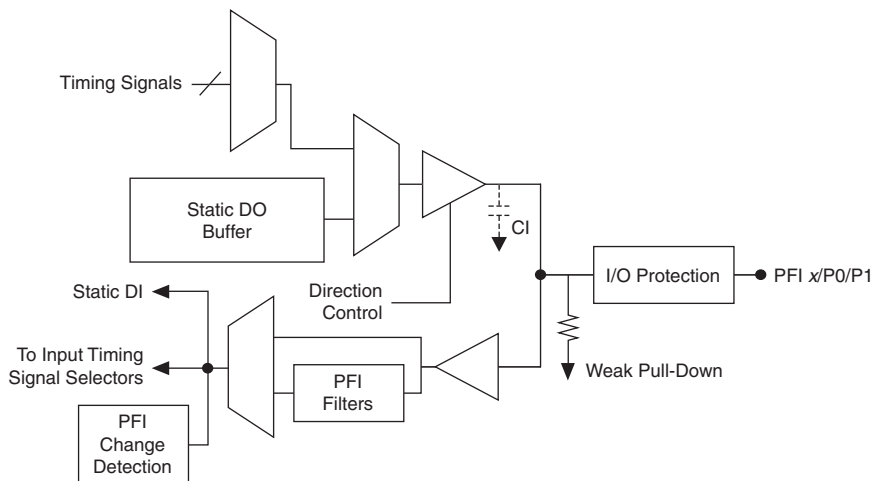 Timing Signals
Static DO
Buffer
CI
I/O Protection
PFI x/P0/P1
Static DI
Direction
Control
To Input Timing
Signal Selectors
PFI
Filters
Weak Pull-Down
PFI
Change
Detection